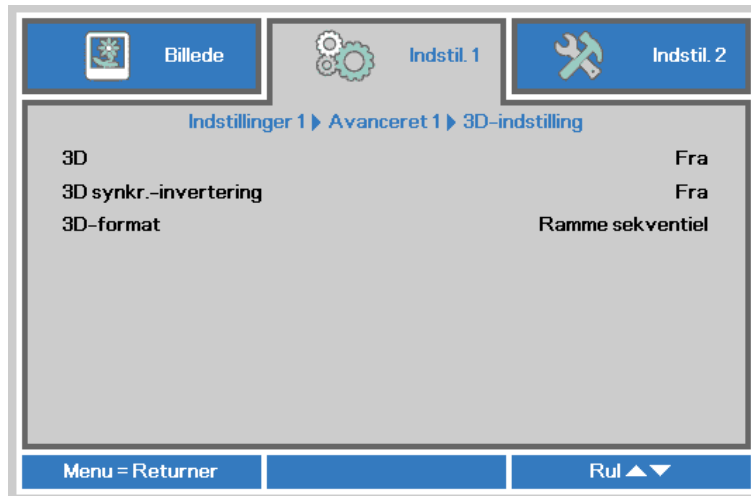 Billede Indstil. 1 Indstil. 2
Indstillinger 1 ▶ Avanceret 1 ▶ 3D-indstilling
3D Fra
3D synkr.-invertering Fra
3D-format Ramme sekventiel
Menu = Returner Rul ▲▼